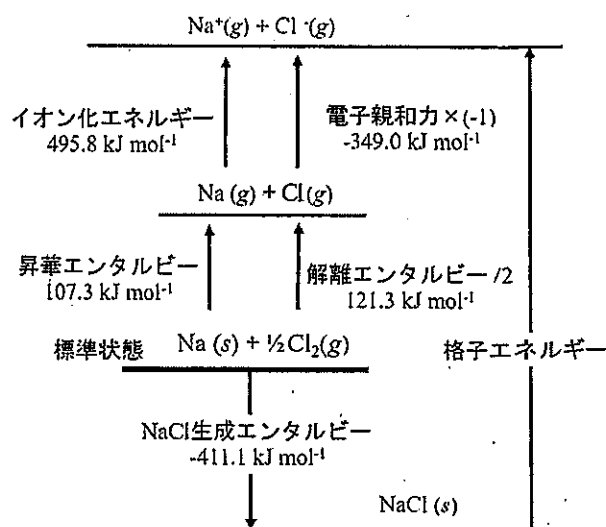 Na⁺(g) + Cl⁻(g)
イオン化エネルギー
495.8 kJ mol⁻¹
電子親和力×(-1)
-349.0 kJ mol⁻¹
Na (g) + Cl(g)
昇華エンタルピー
107.3 kJ mol⁻¹
解離エンタルピー/2
121.3 kJ mol⁻¹
標準状態
Na (s) + ½Cl₂(g)
格子エネルギー
NaCl生成エンタルピー
-411.1 kJ mol⁻¹
NaCl (s)